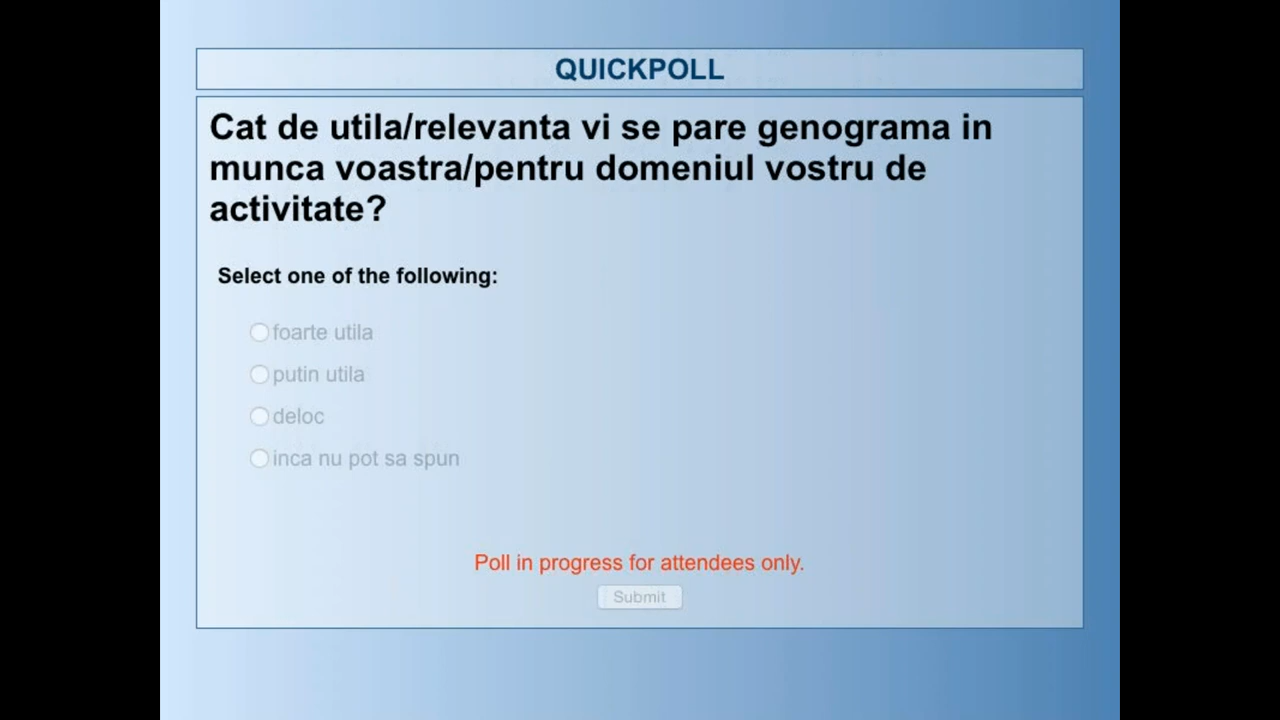 QUICKPOLL
Cat de utila/relevanta vi se pare genograma in
munca voastra/pentru domeniul vostru de
activitate?
Select one of the following:
foarte utila
putin utila
deloc
inca nu pot sa spun
Poll in progress for attendees only.
Submit